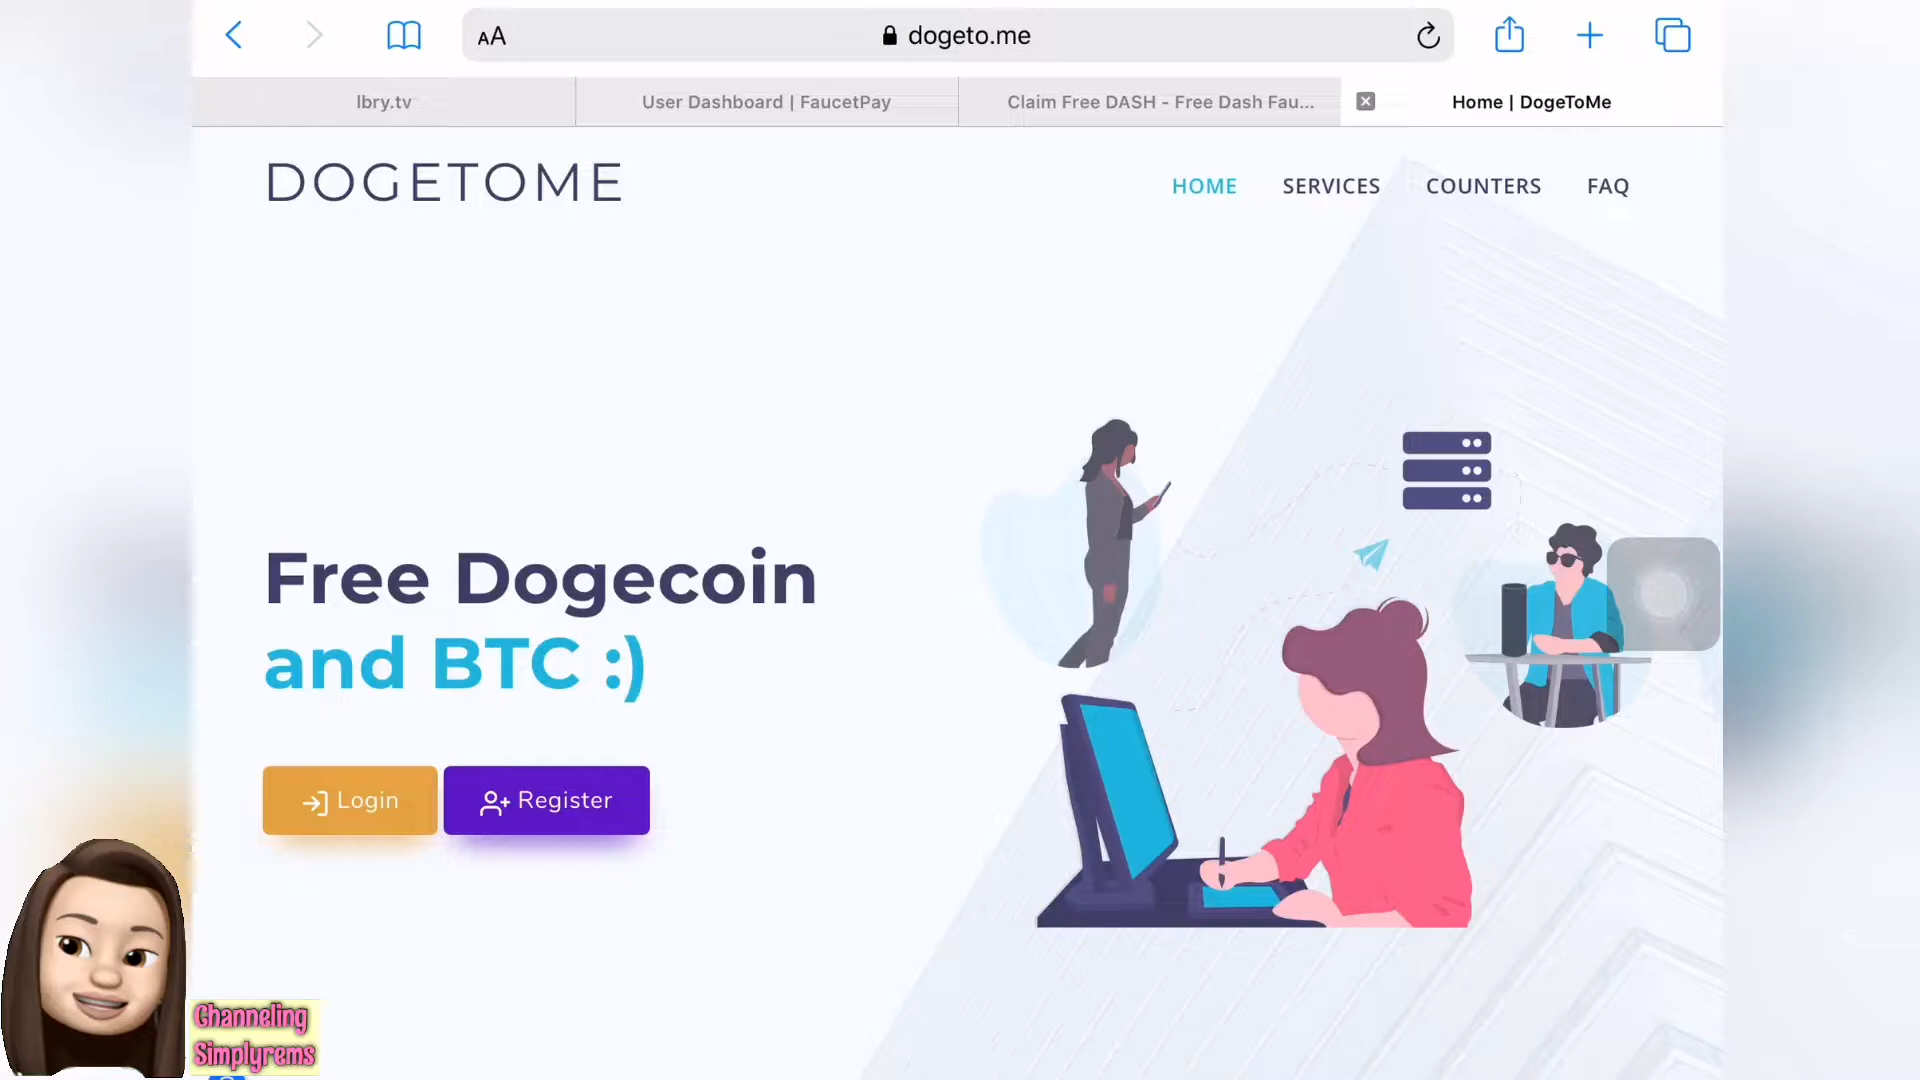 AA
dogeto.me
lbry.tv
User Dashboard | FaucetPay
Claim Free DASH - Free Dash Fau...
Home | DogeToMe
DOGETOME
HOME
SERVICES
COUNTERS
FAQ
Free Dogecoin
and BTC :)
Login
Register
Channeling
Simplyrems